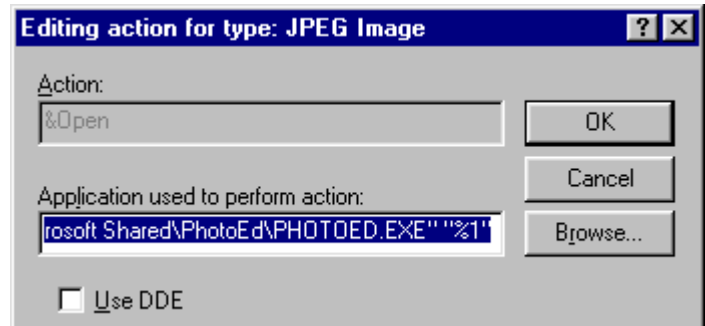 Editing action for type: JPEG Image
Action:
&Open
OK
Cancel
Application used to perform action:
rosoft Shared\PhotoEd\PHOTOED.EXE" "%1"
Browse...
Use DDE